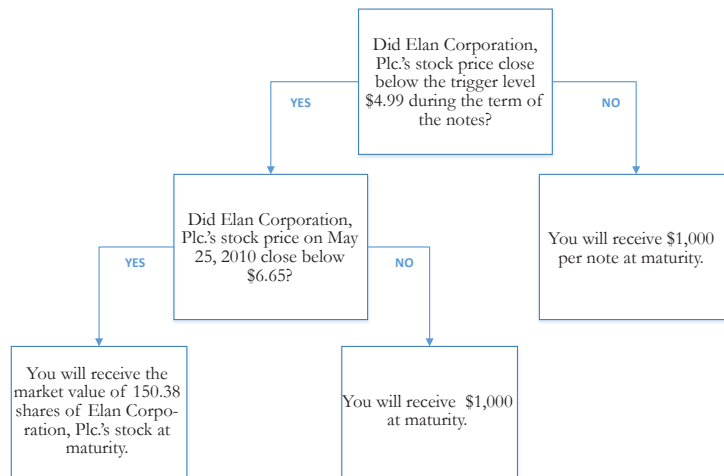 Did Elan Corporation,
Plc.'s stock price close
below the trigger level
$4.99 during the term of
the notes?
YES
NO
Did Elan Corporation,
Plc.'s stock price on May
25, 2010 close below
$6.65?
You will receive $1,000
per note at maturity.
YES
NO
You will receive the
market value of 150.38
shares of Elan Corpo-
ration, Plc.'s stock at
maturity.
You will receive $1,000
at maturity.